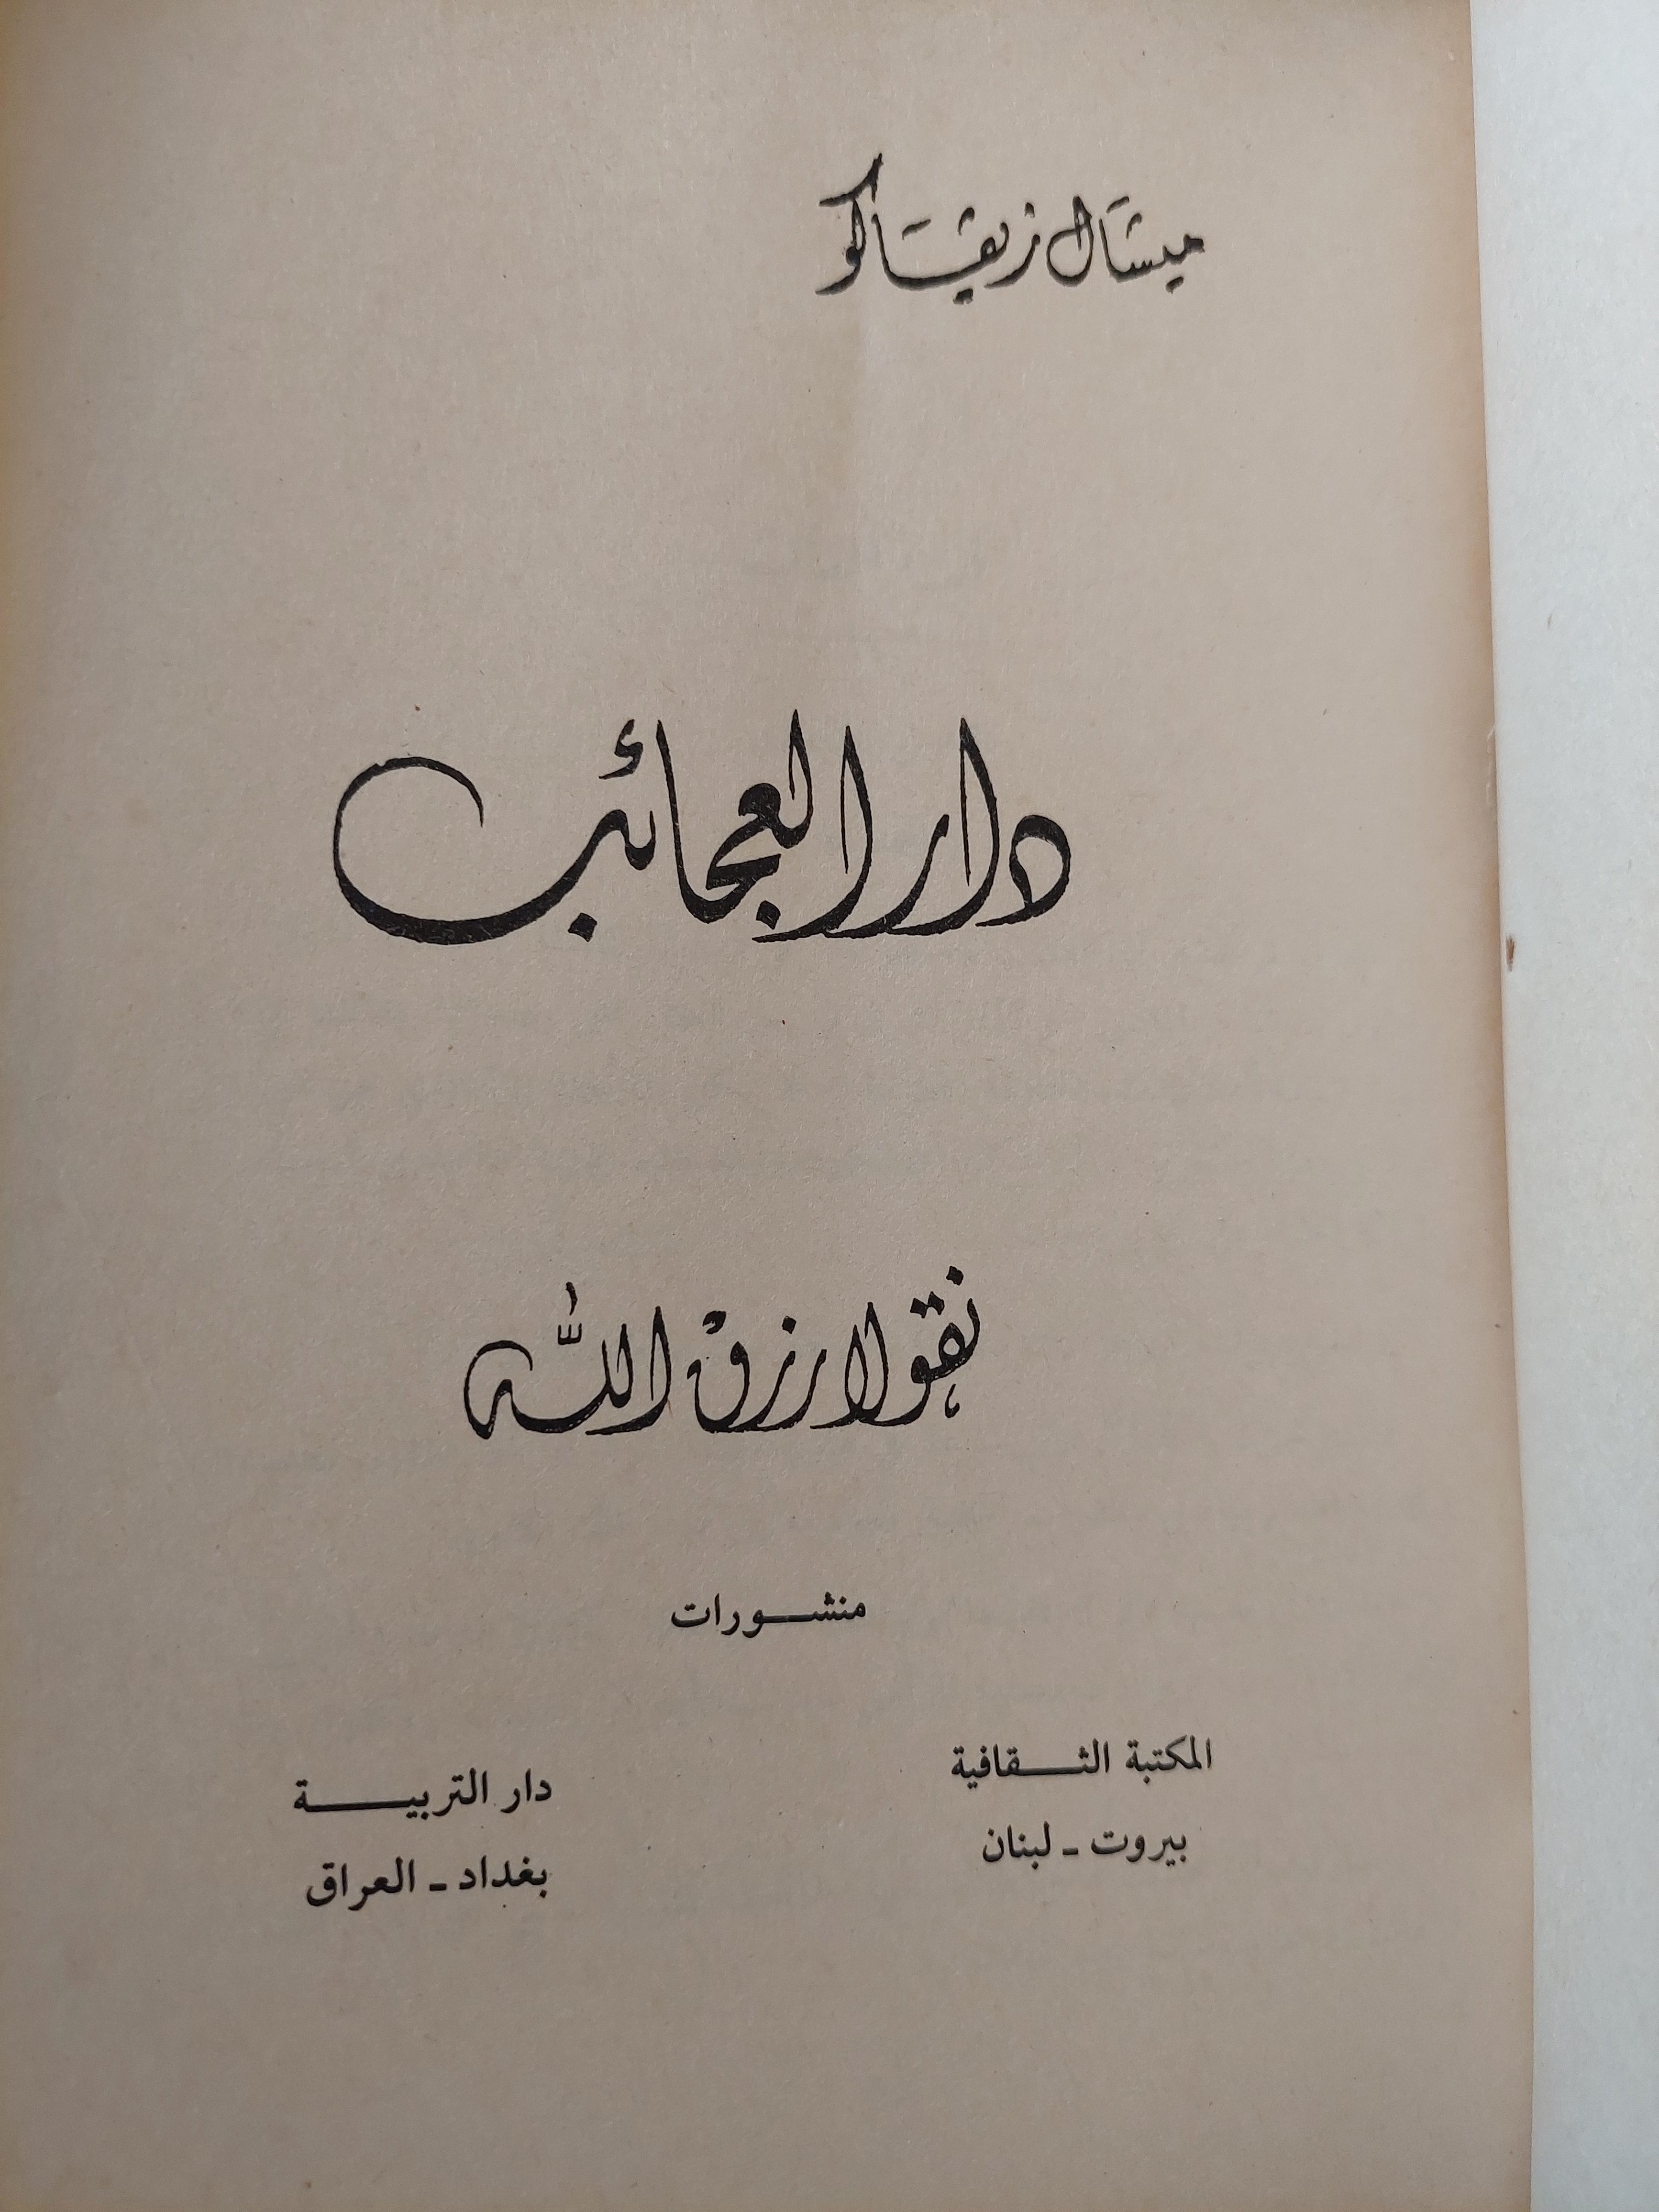 ميشال زيفاكو
دار العجائب
نقولا رزق الله
منشورات
المكتبة الثقافية
بيروت - لبنان
دار التربية
بغداد - العراق